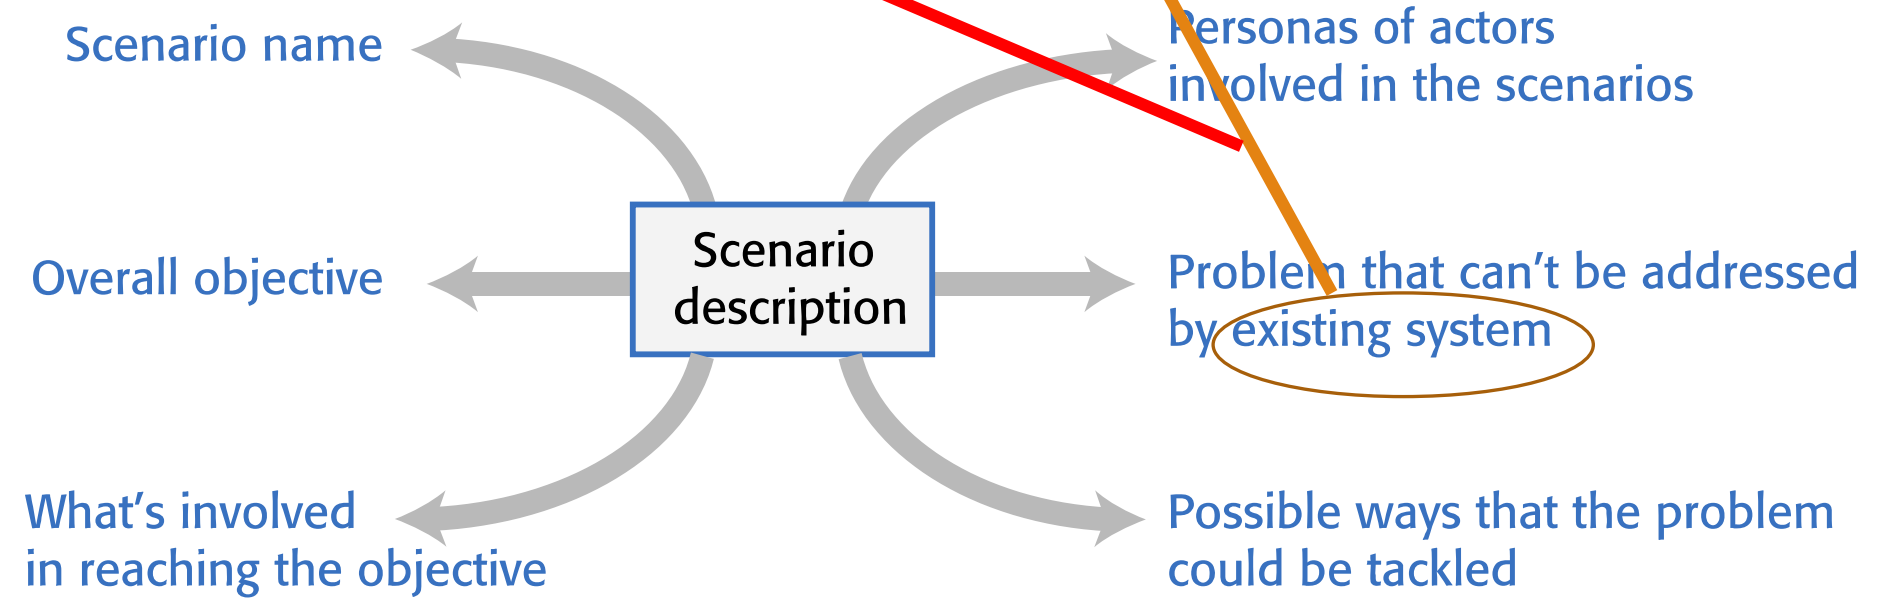 Scenario name
Personas of actors
involved in the scenarios
Overall objective
Scenario
description
Problem that can’t be addressed
by existing system
What’s involved
in reaching the objective
Possible ways that the problem
could be tackled